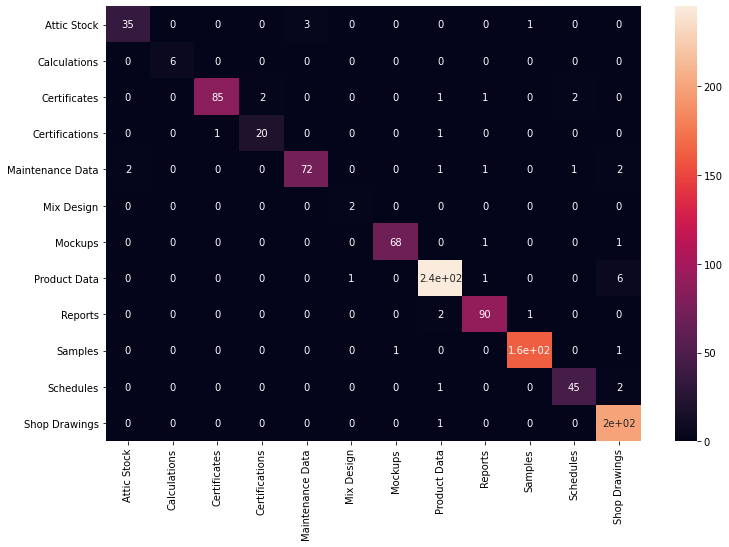 Attic Stock 35 0 0 0 3 0 0 0 0 1 0 0
Calculations 0 6 0 0 0 0 0 0 0 0 0 0
Certificates 0 0 85 2 0 0 0 1 1 0 2 0
Certifications 0 0 1 20 0 0 0 1 0 0 0 0
Maintenance Data 2 0 0 0 72 0 0 1 1 0 1 2
Mix Design 0 0 0 0 0 2 0 0 0 0 0 0
Mockups 0 0 0 0 0 0 68 0 1 0 0 1
Product Data 0 0 0 0 0 1 0 2.4e+02 1 0 0 6
Reports 0 0 0 0 0 0 0 2 90 1 0 0
Samples 0 0 0 0 0 0 1 0 0 1.6e+02 0 1
Schedules 0 0 0 0 0 0 0 1 0 0 45 2
Shop Drawings 0 0 0 0 0 0 0 1 0 0 0 2e+02
Attic Stock
Calculations
Certificates
Certifications
Maintenance Data
Mix Design
Mockups
Product Data
Reports
Samples
Schedules
Shop Drawings
200
150
100
50
0